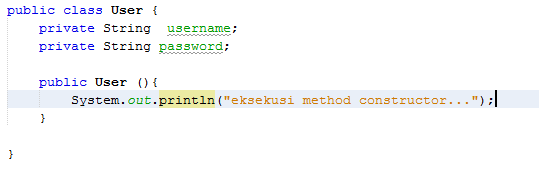 public class User {
private String  username;
private String password;
public User (){
System.out.println("eksekusi method constructor...");
}
}